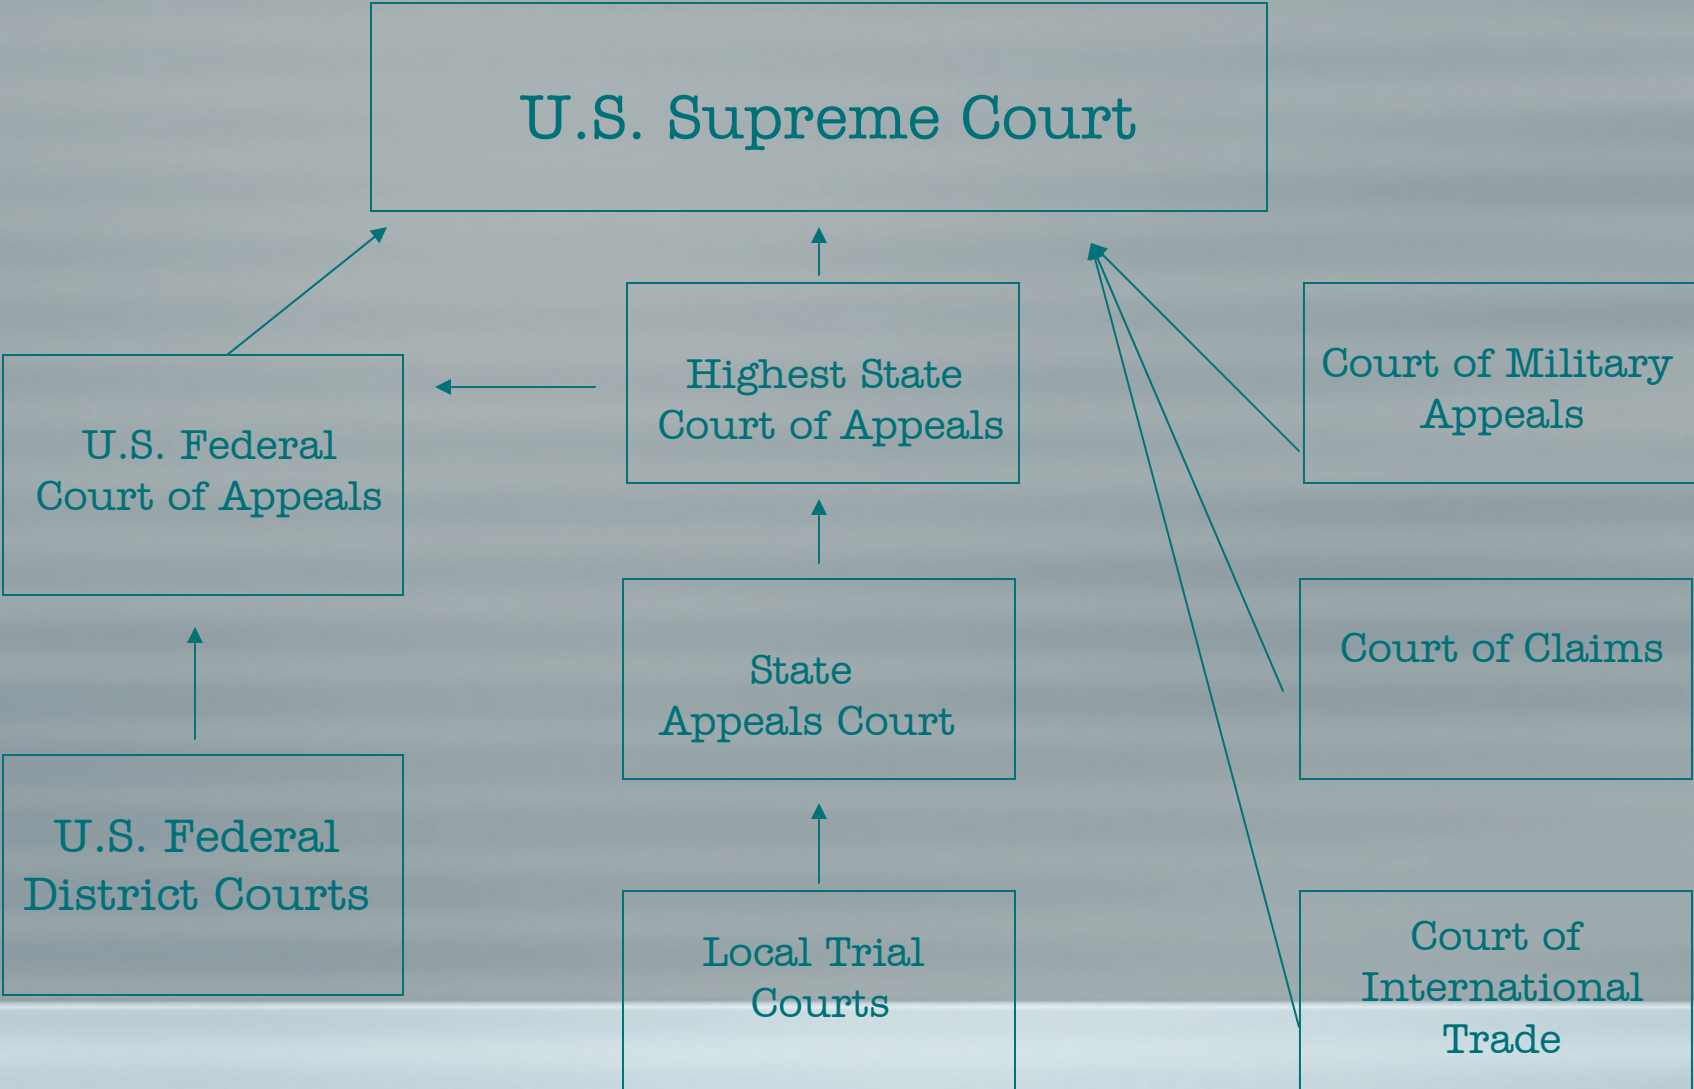 U.S. Supreme Court
Highest State
Court of Appeals
Court of Military
Appeals
U.S. Federal
Court of Appeals
State
Appeals Court
Court of Claims
U.S. Federal
District Courts
Local Trial
Courts
Court of
International
Trade